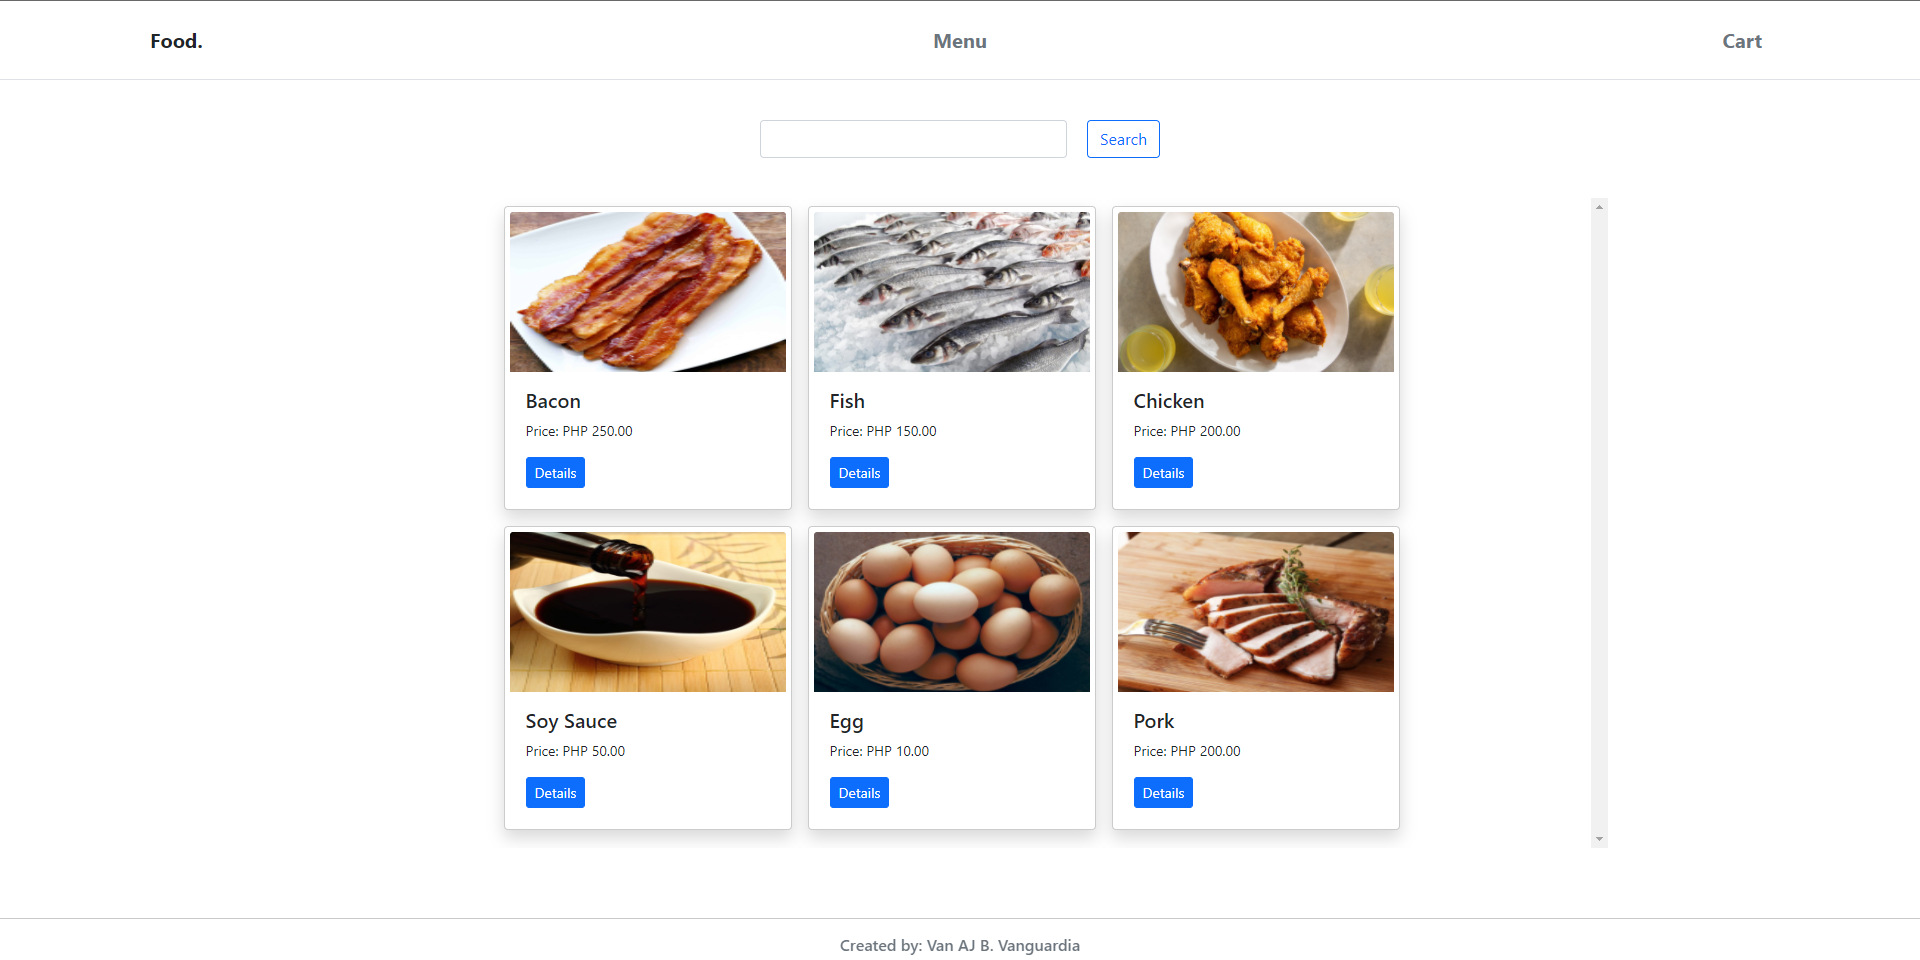 Food.
Menu
Cart
Search
Bacon
Price: PHP 250.00
Details
Fish
Price: PHP 150.00
Details
Chicken
Price: PHP 200.00
Details
Soy Sauce
Price: PHP 50.00
Details
Egg
Price: PHP 10.00
Details
Pork
Price: PHP 200.00
Details
Created by: Van AJ B. Vanguardia